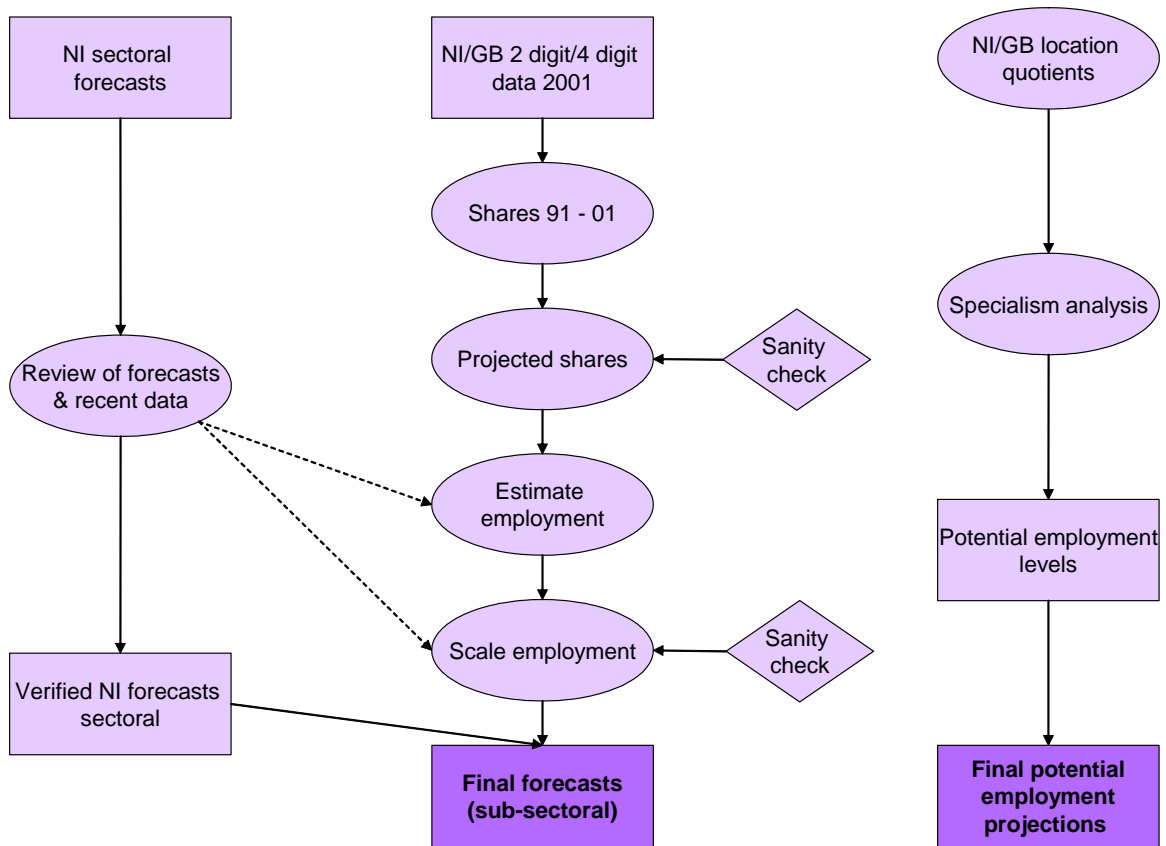 NI sectoral
forecasts
NI/GB 2 digit/4 digit
data 2001
NI/GB location
quotients
Shares 91 - 01
Specialism analysis
Projected shares
Sanity
check
Review of forecasts
& recent data
Estimate
employment
Potential employment
levels
Scale employment
Sanity
check
Verified NI forecasts
sectoral
Final forecasts
(sub-sectoral)
Final potential
employment
projections